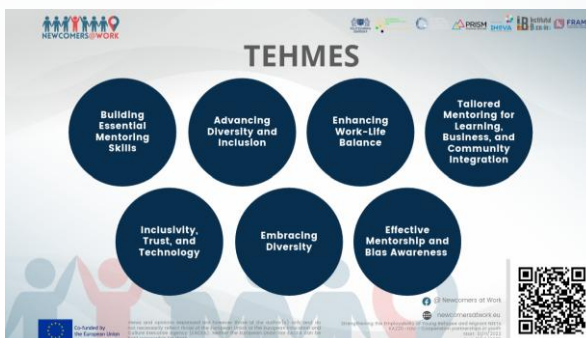 NEWCOMERS@WORK
PRISM
IMEVA
FRAM
TEHMES
Building
Essential
Mentoring
Skills
Advancing
Diversity and
Inclusion
Enhancing
Work-Life
Balance
Tailored
Mentoring for
Learning,
Business, and
Community
Integration
Inclusivity,
Trust, and
Technology
Embracing
Diversity
Effective
Mentorship and
Bias Awareness
Newcomers at Work
newcomersatwork.eu
Co-funded by
the European Union